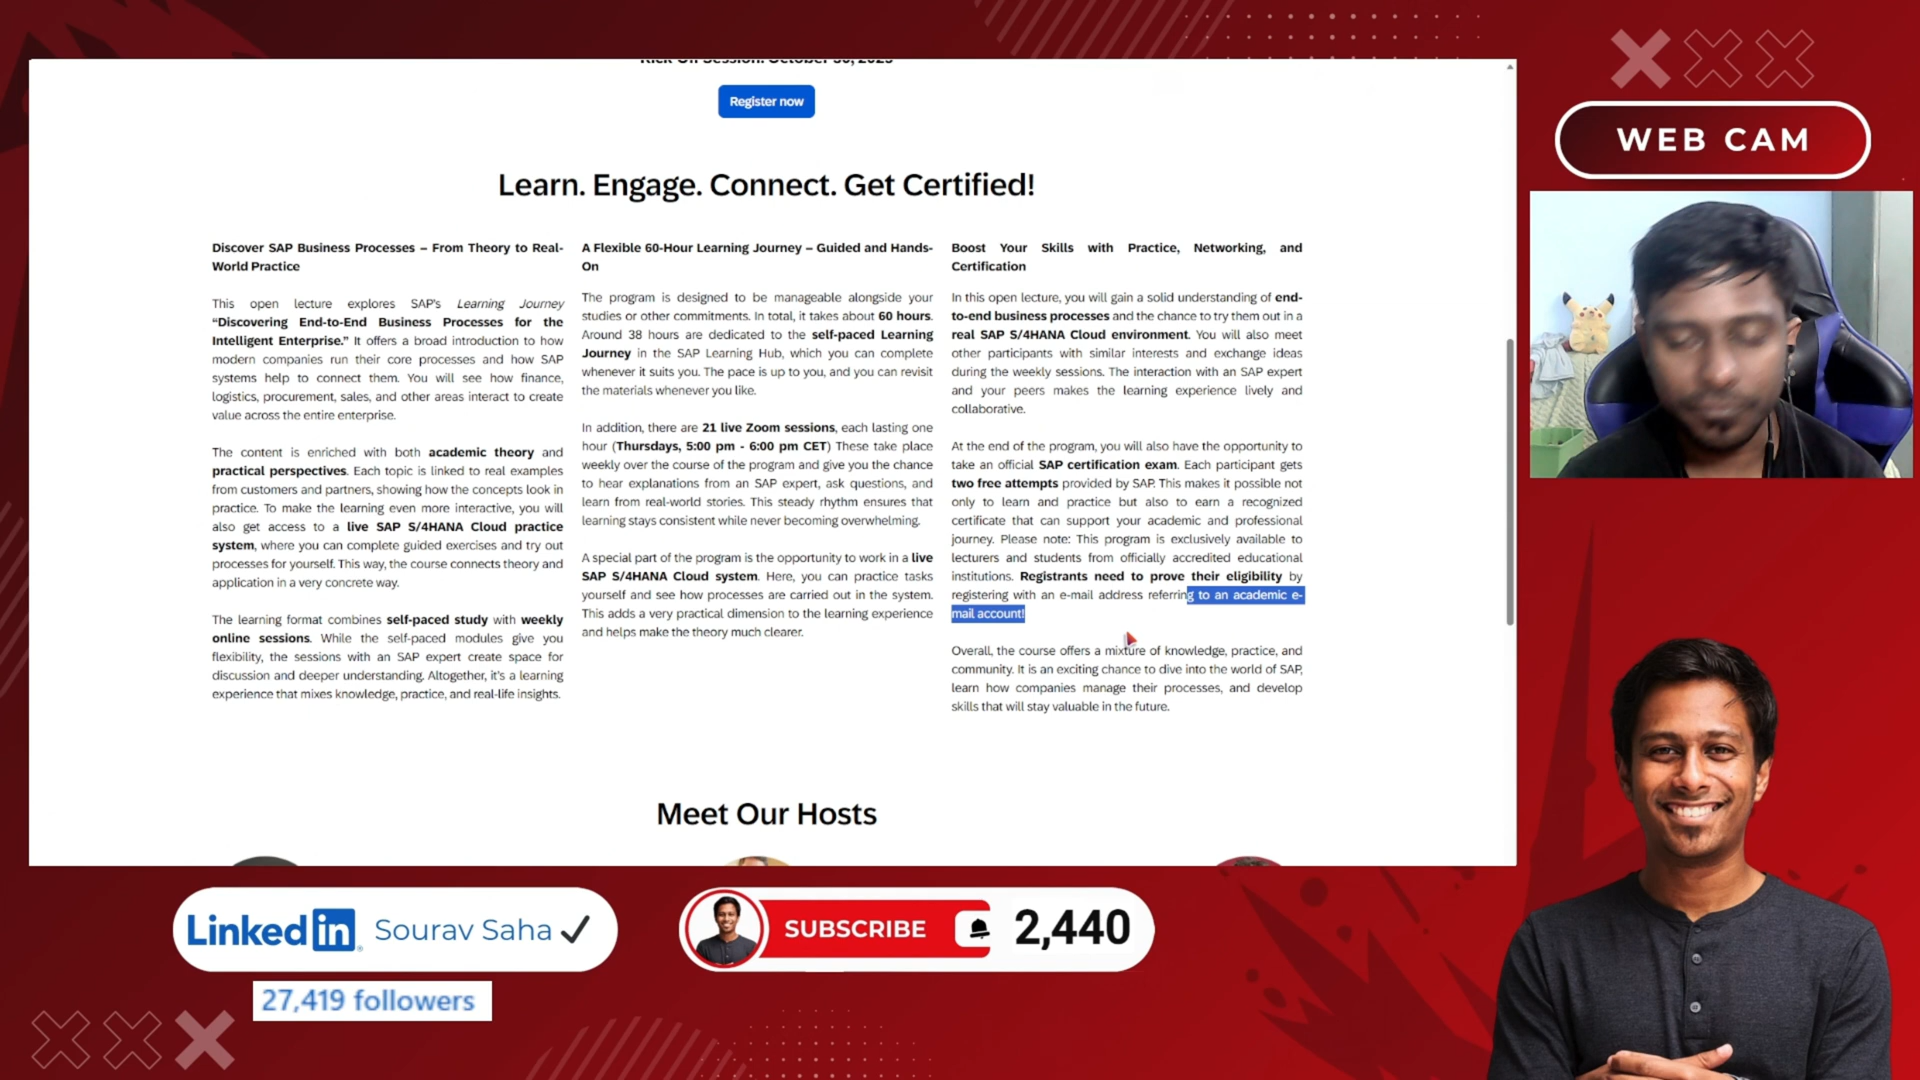 Kick-Off Session: October 30, 2025
Register now
WEB CAM
Learn. Engage. Connect. Get Certified!
Discover SAP Business Processes – From Theory to Real-
World Practice
This open lecture explores SAP's Learning Journey
“Discovering End-to-End Business Processes for the
Intelligent Enterprise.” It offers a broad introduction to how
modern companies run their core processes and how SAP
systems help to connect them. You will see how finance,
logistics, procurement, sales, and other areas interact to create
value across the entire enterprise.
The content is enriched with both academic theory and
practical perspectives. Each topic is linked to real examples
from customers and partners, showing how the concepts look in
practice. To make the learning even more interactive, you will
also get access to a live SAP S/4HANA Cloud practice
system, where you can complete guided exercises and try out
processes for yourself. This way, the course connects theory and
application in a very concrete way.
The learning format combines self-paced study with weekly
online sessions. While the self-paced modules give you
flexibility, the sessions with an SAP expert create space for
discussion and deeper understanding. Altogether, it's a learning
experience that mixes knowledge, practice, and real-life insights.
A Flexible 60-Hour Learning Journey – Guided and Hands-
On
The program is designed to be manageable alongside your
studies or other commitments. In total, it takes about 60 hours.
Around 38 hours are dedicated to the self-paced Learning
Journey in the SAP Learning Hub, which you can complete
whenever it suits you. The pace is up to you, and you can revisit
the materials whenever you like.
In addition, there are 21 live Zoom sessions, each lasting one
hour (Thursdays, 5:00 pm - 6:00 pm CET) These take place
weekly over the course of the program and give you the chance
to hear explanations from an SAP expert, ask questions, and
learn from real-world stories. This steady rhythm ensures that
learning stays consistent while never becoming overwhelming.
A special part of the program is the opportunity to work in a live
SAP S/4HANA Cloud system. Here, you can practice tasks
yourself and see how processes are carried out in the system.
This adds a very practical dimension to the learning experience
and helps make the theory much clearer.
Boost Your Skills with Practice, Networking, and
Certification
In this open lecture, you will gain a solid understanding of end-
to-end business processes and the chance to try them out in a
real SAP S/4HANA Cloud environment. You will also meet
other participants with similar interests and exchange ideas
during the weekly sessions. The interaction with an SAP expert
and your peers makes the learning experience lively and
collaborative.
At the end of the program, you will also have the opportunity to
take an official SAP certification exam. Each participant gets
two free attempts provided by SAP. This makes it possible not
only to learn and practice but also to earn a recognized
certificate that can support your academic and professional
journey. Please note: This program is exclusively available to
lecturers and students from officially accredited educational
institutions. Registrants need to prove their eligibility by
registering with an e-mail address referring to an academic e-
mail account!
Overall, the course offers a mixture of knowledge, practice, and
community. It is an exciting chance to dive into the world of SAP,
learn how companies manage their processes, and develop
skills that will stay valuable in the future.
Meet Our Hosts
Linked in Sourav Saha
SUBSCRIBE 2,440
27,419 followers